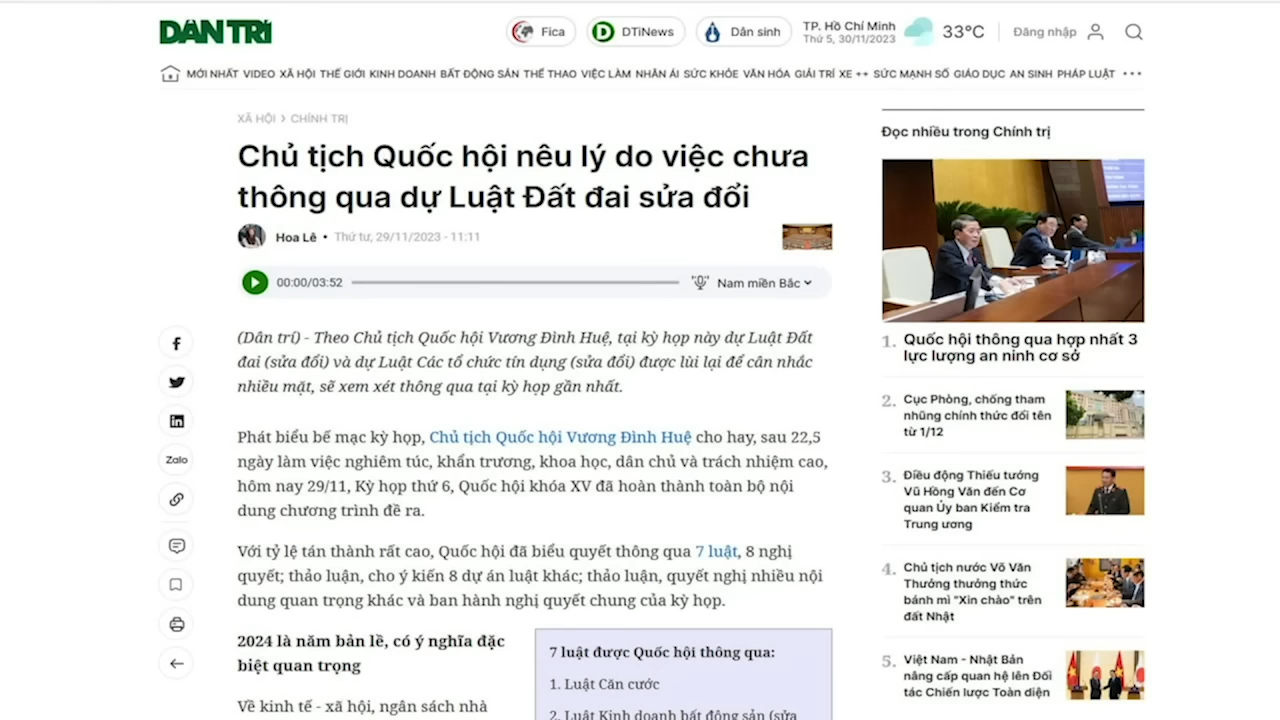 DÂN TRÍ
Fica
DTiNews
Dân sinh
TP. Hồ Chí Minh
Thứ 5, 30/11/2023
33°C
Đăng nhập
MỚI NHẤT VIDEO XÃ HỘI THẾ GIỚI KINH DOANH BẤT ĐỘNG SẢN THỂ THAO VIỆC LÀM NHÂN ÁI SỨC KHỎE VĂN HÓA GIẢI TRÍ XE ++ SỨC MẠNH SỐ GIÁO DỤC AN SINH PHÁP LUẬT
XÃ HỘI > CHÍNH TRỊ
Chủ tịch Quốc hội nêu lý do việc chưa
thông qua dự Luật Đất đai sửa đổi
Hoa Lê • Thứ tư, 29/11/2023 - 11:11
00:00/03:52
Nam miền Bắc
(Dân trí) - Theo Chủ tịch Quốc hội Vương Đình Huệ, tại kỳ họp này dự Luật Đất
đai (sửa đổi) và dự Luật Các tổ chức tín dụng (sửa đổi) được lùi lại để cân nhắc
nhiều mặt, sẽ xem xét thông qua tại kỳ họp gần nhất.
Phát biểu bế mạc kỳ họp, Chủ tịch Quốc hội Vương Đình Huệ cho hay, sau 22,5
ngày làm việc nghiêm túc, khẩn trương, khoa học, dân chủ và trách nhiệm cao,
hôm nay 29/11, Kỳ họp thứ 6, Quốc hội khóa XV đã hoàn thành toàn bộ nội
dung chương trình đề ra.
Với tỷ lệ tán thành rất cao, Quốc hội đã biểu quyết thông qua 7 luật, 8 nghị
quyết; thảo luận, cho ý kiến 8 dự án luật khác; thảo luận, quyết nghị nhiều nội
dung quan trọng khác và ban hành nghị quyết chung của kỳ họp.
2024 là năm bản lề, có ý nghĩa đặc
biệt quan trọng
Về kinh tế - xã hội, ngân sách nhà
7 luật được Quốc hội thông qua:
1. Luật Căn cước
2. Luật Kinh doanh bất động sản (sửa
Zalo
Đọc nhiều trong Chính trị
1. Quốc hội thông qua hợp nhất 3
lực lượng an ninh cơ sở
2. Cục Phòng, chống tham
nhũng chính thức đổi tên
từ 1/12
3. Điều động Thiếu tướng
Vũ Hồng Văn đến Cơ
quan Ủy ban Kiểm tra
Trung ương
4. Chủ tịch nước Võ Văn
Thưởng thưởng thức
bánh mì "Xin chào" trên
đất Nhật
5. Việt Nam - Nhật Bản
nâng cấp quan hệ lên Đối
tác Chiến lược Toàn diện